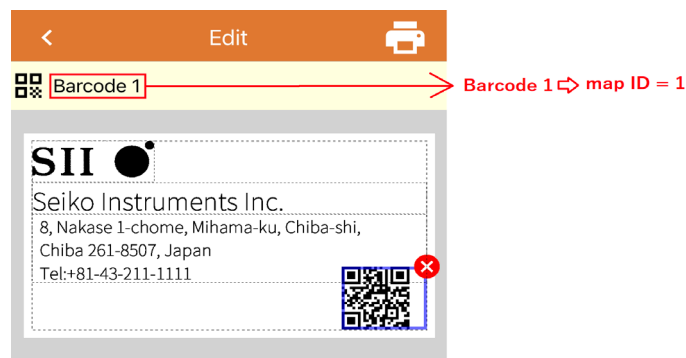 Edit
Barcode 1
Barcode 1 ⇨ map ID = 1
SII
Seiko Instruments Inc.
8, Nakase 1-chome, Mihama-ku, Chiba-shi,
Chiba 261-8507, Japan
Tel:+81-43-211-1111